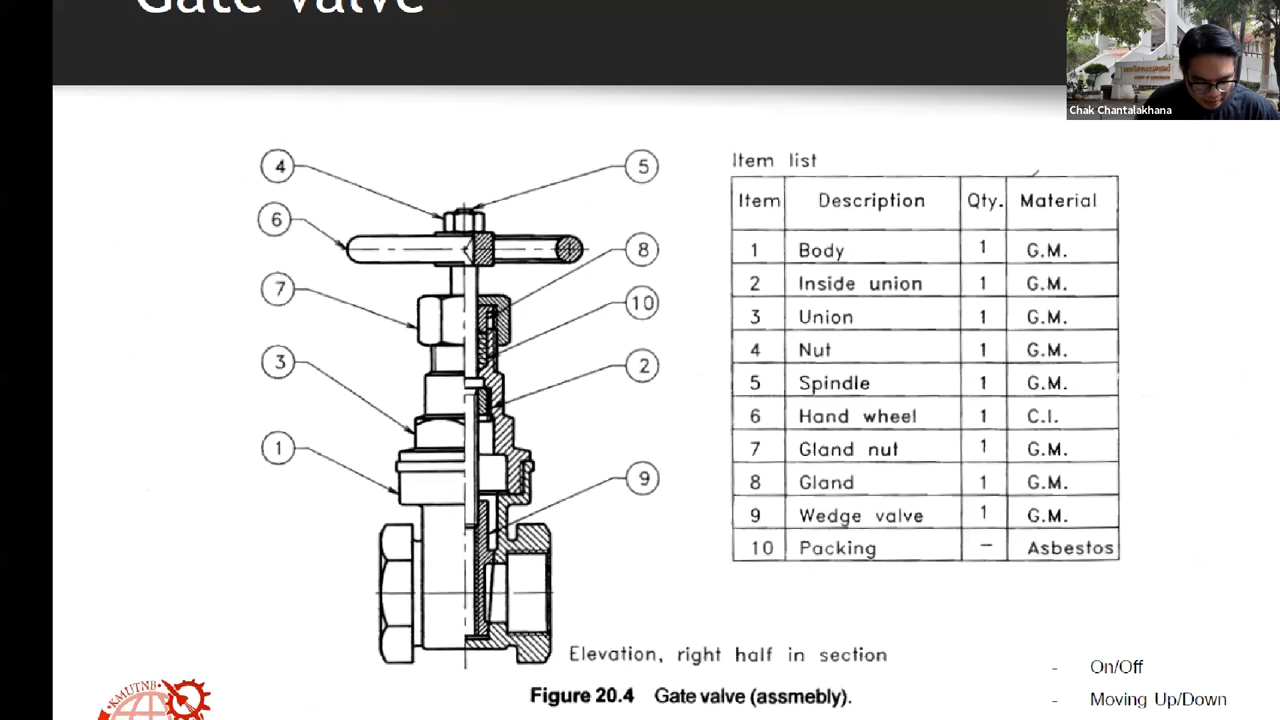 Gate valve
Chak Chantalakhana
4
5
6
8
7
10
3
2
1
9
Item list
Item Description Qty. Material
1 Body 1 G.M.
2 Inside union 1 G.M.
3 Union 1 G.M.
4 Nut 1 G.M.
5 Spindle 1 G.M.
6 Hand wheel 1 C.I.
7 Gland nut 1 G.M.
8 Gland 1 G.M.
9 Wedge valve 1 G.M.
10 Packing – Asbestos
Elevation, right half in section
Figure 20.4 Gate valve (assmebly).
- On/Off
- Moving Up/Down
KMUTNB